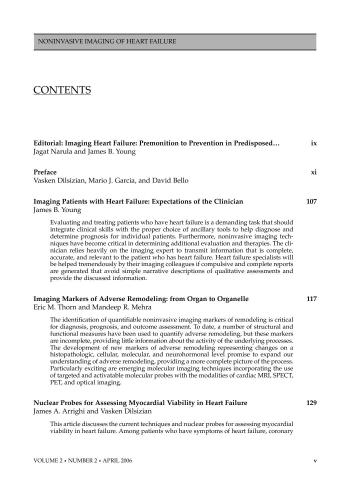 NONINVASIVE IMAGING OF HEART FAILURE
CONTENTS
Editorial: Imaging Heart Failure: Premonition to Prevention in Predisposed… ix
Jagat Narula and James B. Young
Preface xi
Vasken Dilsizian, Mario J. Garcia, and David Bello
Imaging Patients with Heart Failure: Expectations of the Clinician 107
James B. Young
Evaluating and treating patients who have heart failure is a demanding task that should
integrate clinical skills with the proper choice of ancillary tools to help diagnose and
determine prognosis for individual patients. Furthermore, noninvasive imaging tech-
niques have become critical in determining additional evaluation and therapies. The cli-
nician relies heavily on the imaging expert to transmit information that is complete,
accurate, and relevant to the patient who has heart failure. Heart failure specialists will
be helped tremendously by their imaging colleagues if compulsive and complete reports
are generated that avoid simple narrative descriptions of qualitative assessments and
provide the discussed information.
Imaging Markers of Adverse Remodeling: from Organ to Organelle 117
Eric M. Thorn and Mandeep R. Mehra
The identification of quantifiable noninvasive imaging markers of remodeling is critical
for diagnosis, prognosis, and outcome assessment. To date, a number of structural and
functional measures have been used to quantify adverse remodeling, but these markers
are incomplete, providing little information about the activity of the underlying processes.
The development of new markers of adverse remodeling representing changes on a
histopathologic, cellular, molecular, and neurohormonal level promise to expand our
understanding of adverse remodeling, providing a more complete picture of the process.
Particularly exciting are emerging molecular imaging techniques incorporating the use
of targeted and activatable molecular probes with the modalities of cardiac MRI, SPECT,
PET, and optical imaging.
Nuclear Probes for Assessing Myocardial Viability in Heart Failure 129
James A. Arrighi and Vasken Dilsizian
This article discusses the current techniques and nuclear probes for assessing myocardial
viability in heart failure. Among patients who have symptoms of heart failure, coronary
VOLUME 2 • NUMBER 2 • APRIL 2006 v